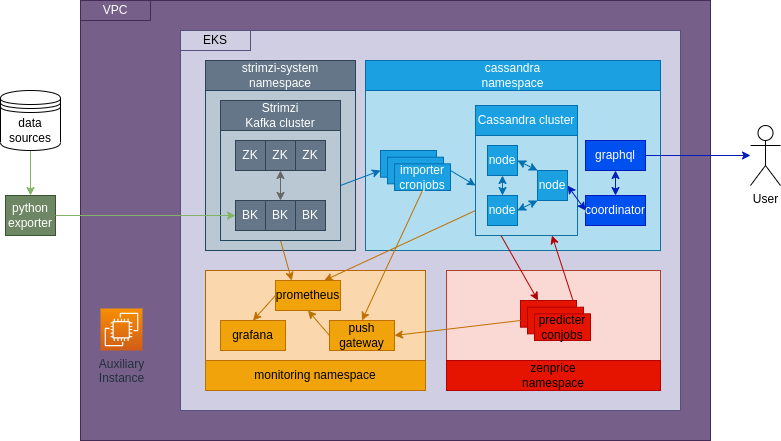 VPC
EKS
strimzi-system
namespace
Strimzi
Kafka cluster
ZK ZK ZK
BK BK BK
cassandra
namespace
Cassandra cluster
node
node
node
importer
cronjobs
graphql
coordinator
User
data
sources
python
exporter
prometheus
grafana
push
gateway
monitoring namespace
predicter
conjobs
zenprice
namespace
Auxiliary
Instance